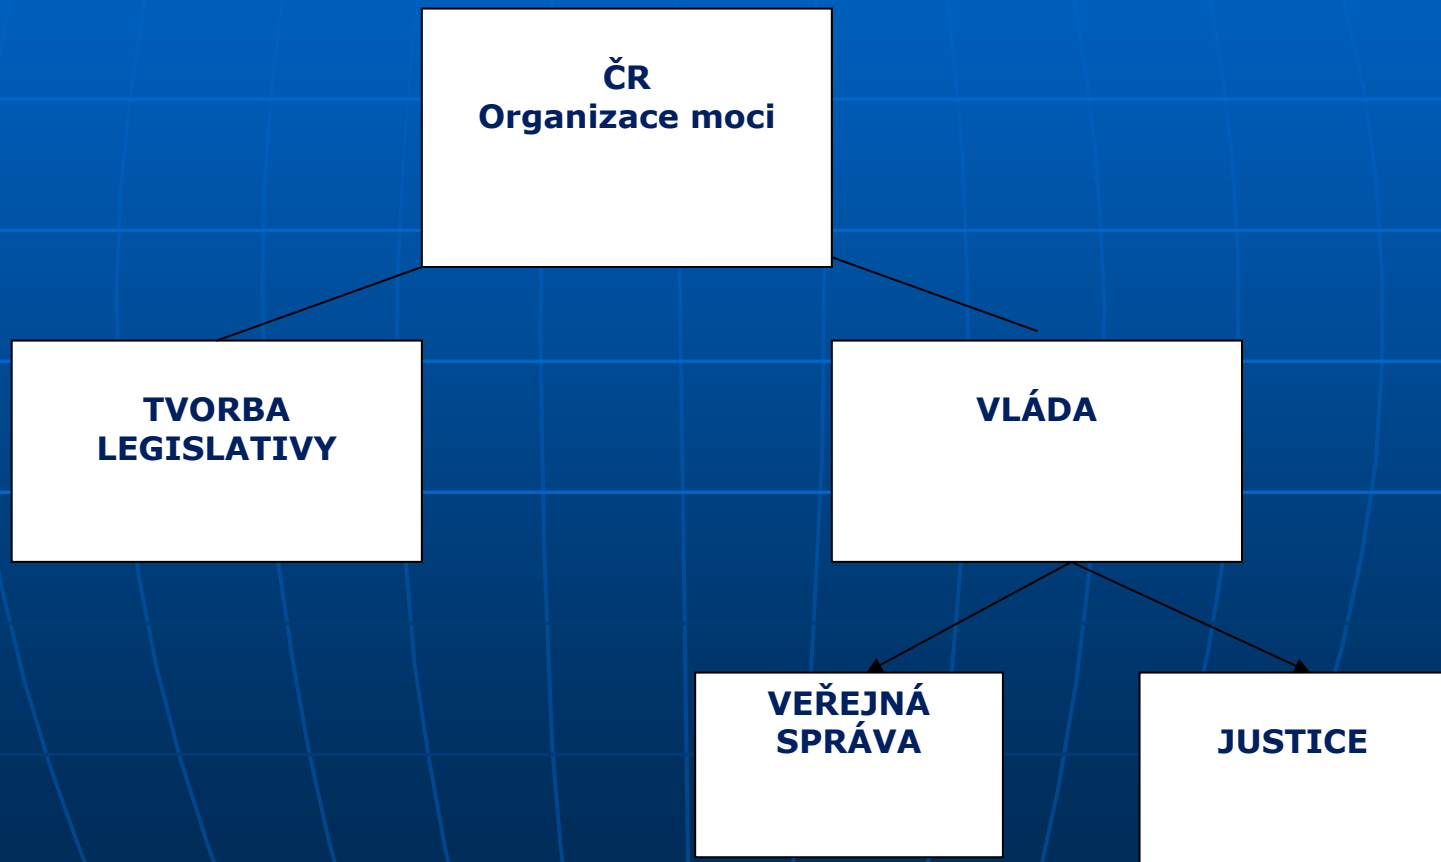 ČR
Organizace moci
TVORBA
LEGISLATIVY
VLÁDA
VEŘEJNÁ
SPRÁVA
JUSTICE